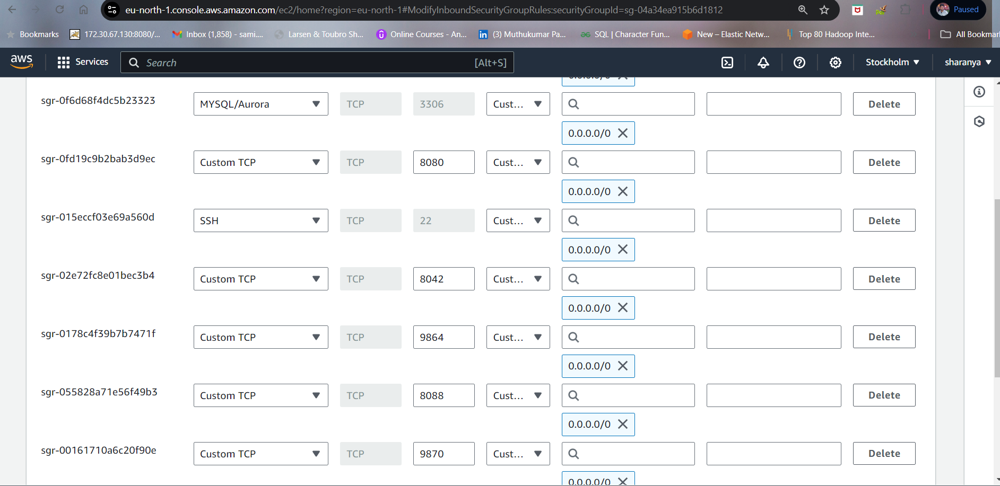 eu-north-1.console.aws.amazon.com/ec2/home?region=eu-north-1#ModifyInboundSecurityGroupRules:securityGroupId=sg-04a34ea915b6d1812
Paused
Bookmarks 172.30.67.130:8080/... Inbox (1,858) - sami.... Larsen & Toubro Sh... Online Courses - An... (3) Muthukumar Pa... SQL | Character Fun... New – Elastic Netw... Top 80 Hadoop Inte... All Bookmar
aws Services Search [Alt+S] Stockholm sharanya
0.0.0.0/0
sgr-0f6d68f4dc5b23323 MYSQL/Aurora TCP 3306 Cust... Delete
0.0.0.0/0
sgr-0fd19c9b2bab3d9ec Custom TCP TCP 8080 Cust... Delete
0.0.0.0/0
sgr-015eccf03e69a560d SSH TCP 22 Cust... Delete
0.0.0.0/0
sgr-02e72fc8e01bec3b4 Custom TCP TCP 8042 Cust... Delete
0.0.0.0/0
sgr-0178c4f39b7b7471f Custom TCP TCP 9864 Cust... Delete
0.0.0.0/0
sgr-055828a71e56f49b3 Custom TCP TCP 8088 Cust... Delete
0.0.0.0/0
sgr-00161710a6c20f90e Custom TCP TCP 9870 Cust... Delete
0.0.0.0/0